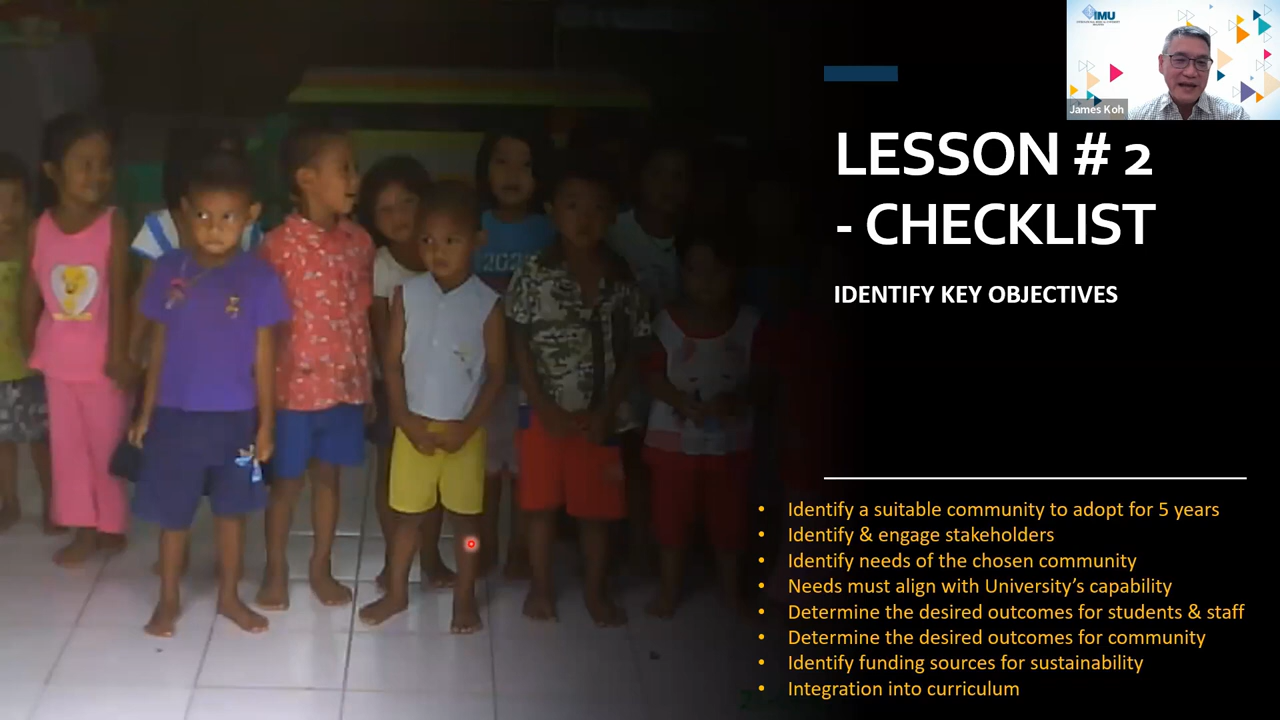 IMU
James Koh
LESSON # 2
- CHECKLIST
IDENTIFY KEY OBJECTIVES
• Identify a suitable community to adopt for 5 years
• Identify & engage stakeholders
• Identify needs of the chosen community
• Needs must align with University's capability
• Determine the desired outcomes for students & staff
• Determine the desired outcomes for community
• Identify funding sources for sustainability
• Integration into curriculum